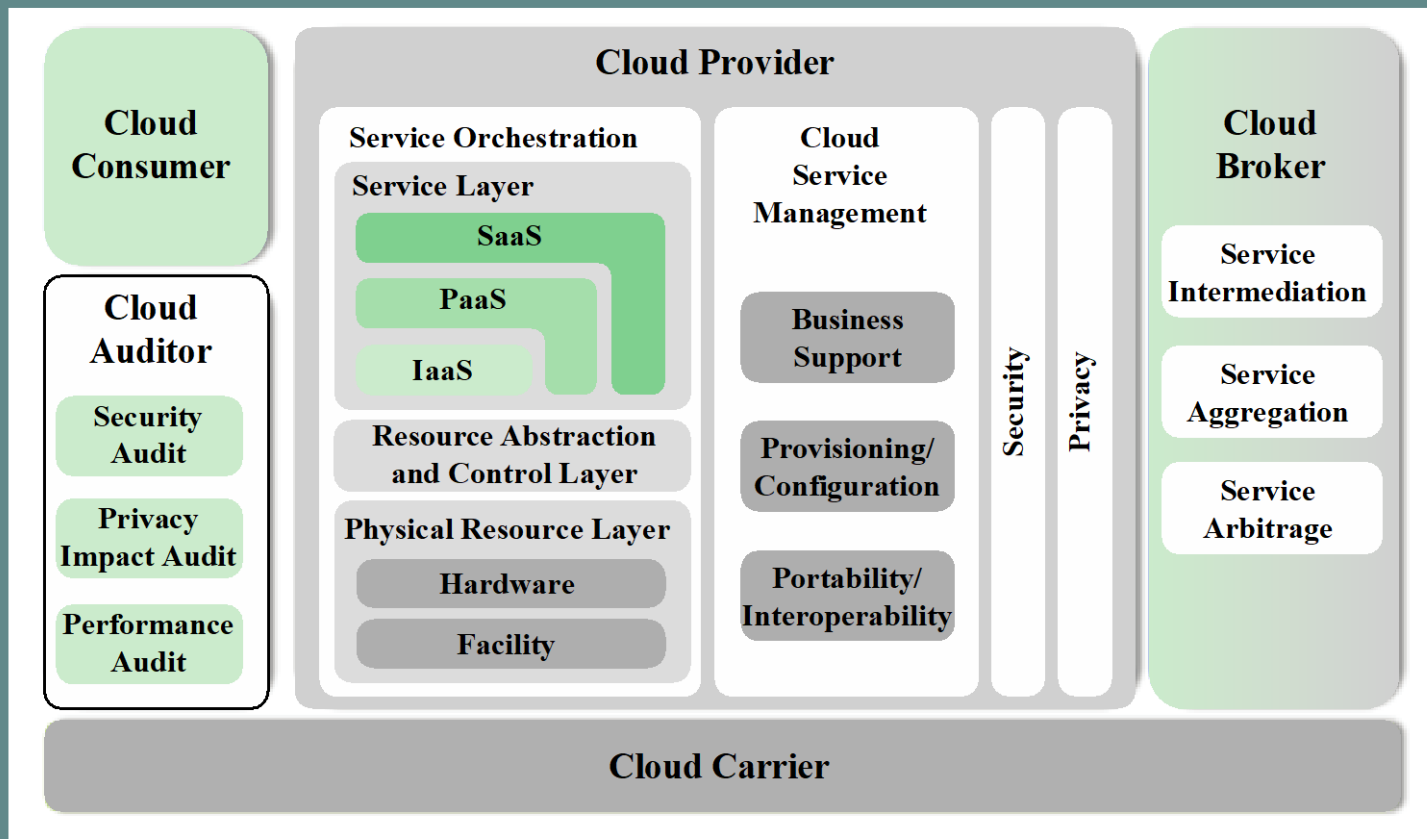 Cloud
Consumer
Cloud
Auditor
Security
Audit
Privacy
Impact Audit
Performance
Audit
Cloud Provider
Service Orchestration
Service Layer
SaaS
PaaS
IaaS
Resource Abstraction
and Control Layer
Physical Resource Layer
Hardware
Facility
Cloud
Service
Management
Business
Support
Provisioning/
Configuration
Portability/
Interoperability
Security
Privacy
Cloud
Broker
Service
Intermediation
Service
Aggregation
Service
Arbitrage
Cloud Carrier